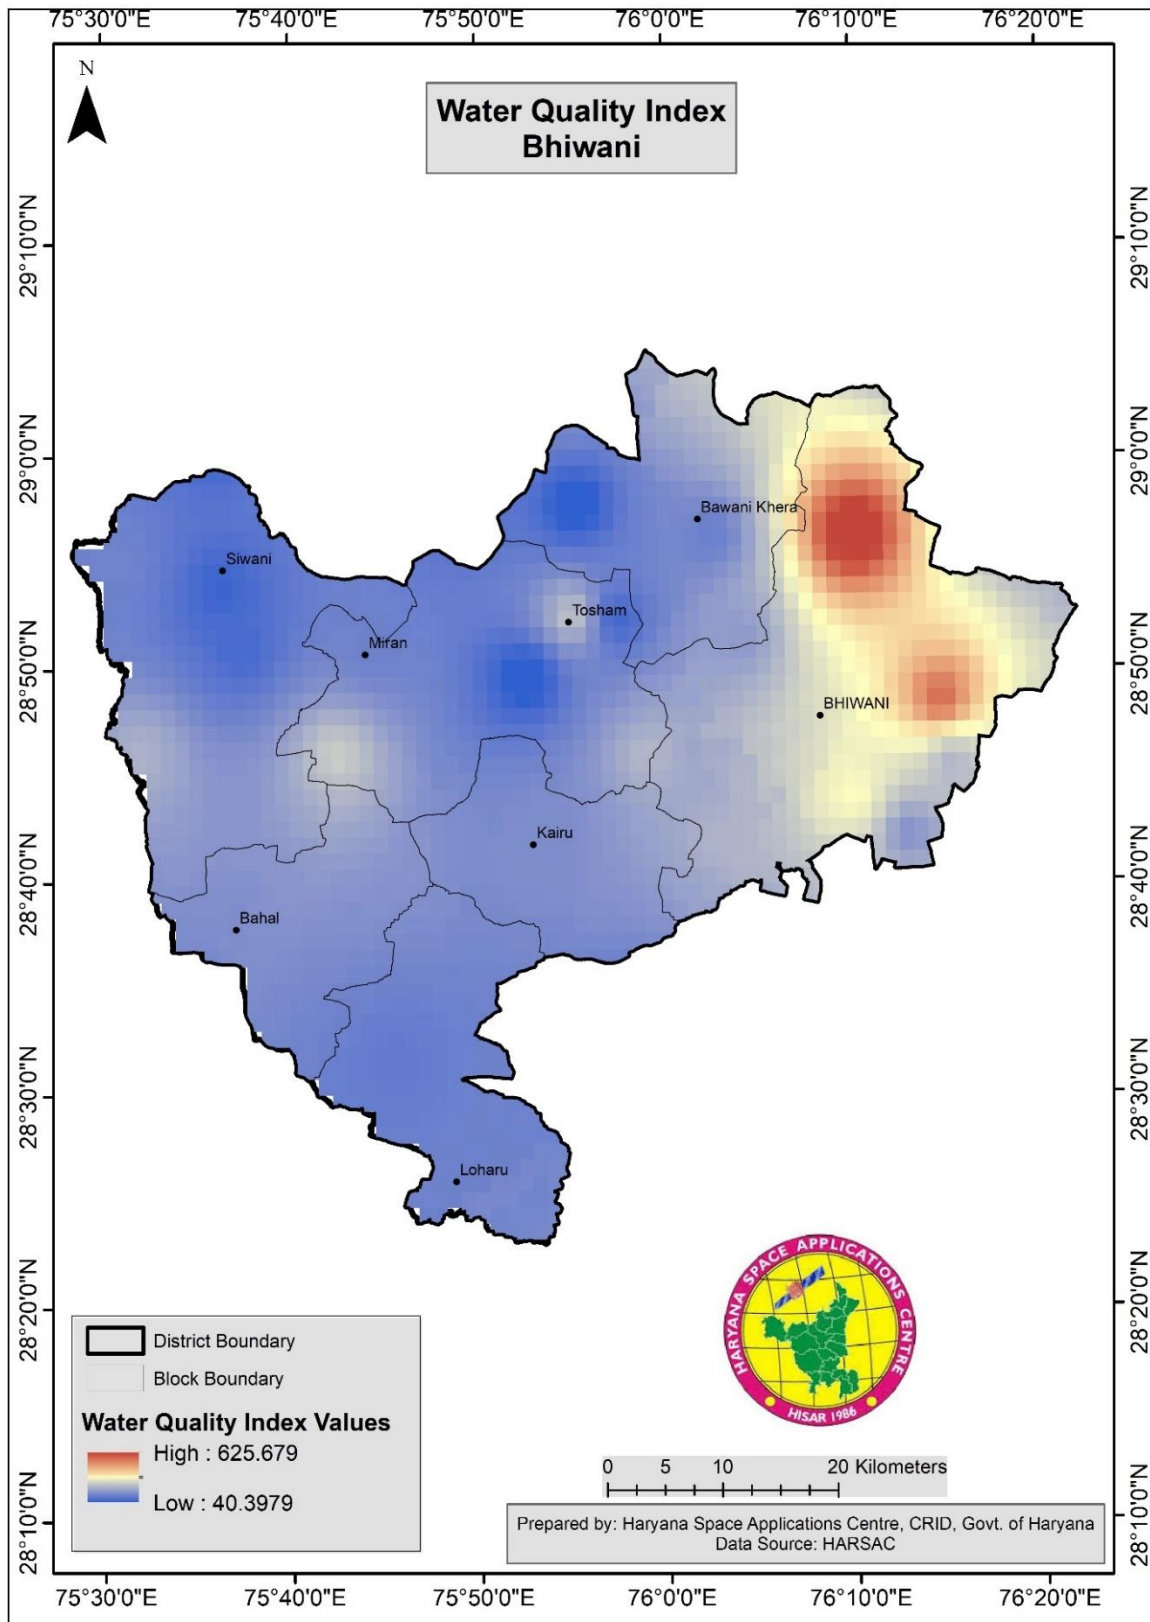 75°30'0"E
75°40'0"E
75°50'0"E
76°0'0"E
76°10'0"E
76°20'0"E
N
Water Quality Index
Bhiwani
29°10'0"N
29°10'0"N
29°0'0"N
29°0'0"N
Bawani Khera
Siwani
Tosham
Miran
28°50'0"N
28°50'0"N
BHIWANI
Kairu
28°40'0"N
28°40'0"N
Bahal
28°30'0"N
28°30'0"N
Loharu
28°20'0"N
28°20'0"N
HARYANA SPACE APPLICATIONS CENTRE
HISAR 1986
District Boundary
Block Boundary
Water Quality Index Values
High : 625.679
Low : 40.3979
0 5 10 20 Kilometers
Prepared by: Haryana Space Applications Centre, CRID, Govt. of Haryana
Data Source: HARSAC
28°10'0"N
28°10'0"N
75°30'0"E
75°40'0"E
75°50'0"E
76°0'0"E
76°10'0"E
76°20'0"E